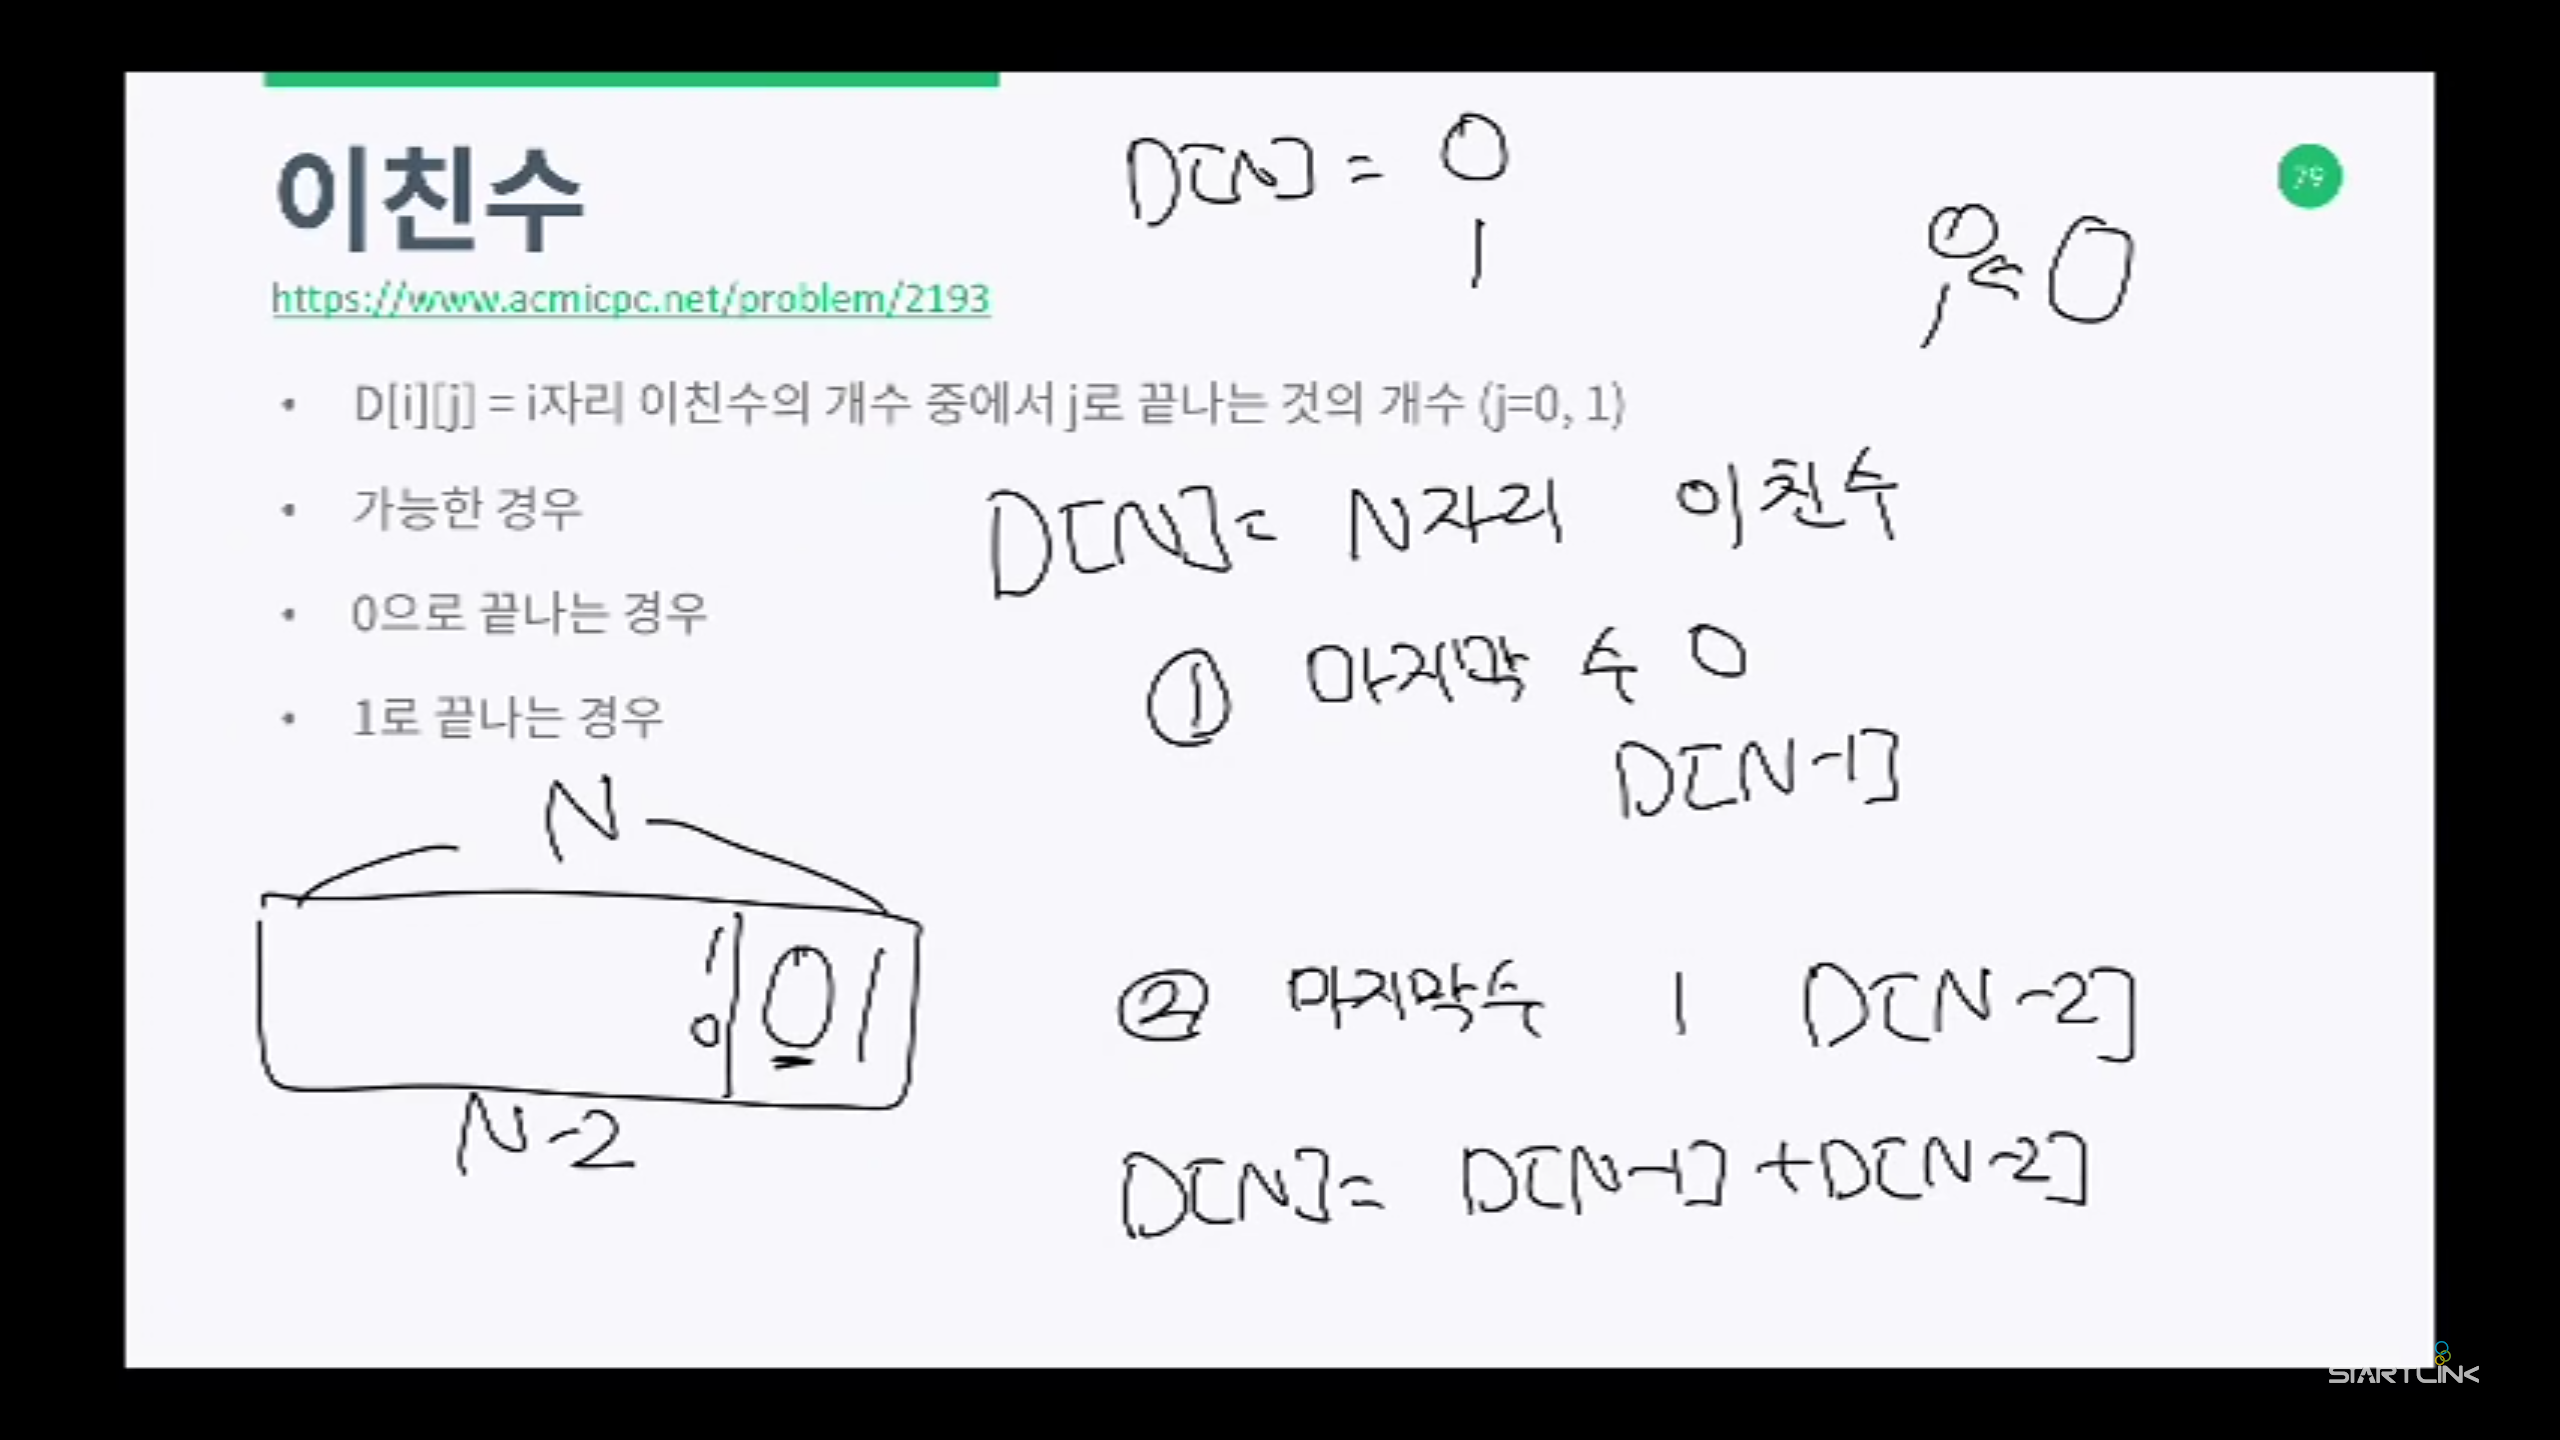 D[N] = 0
1
29
이친수
0 < 0
1
https://www.acmicpc.net/problem/2193
• D[i][j] = i자리 이친수의 개수 중에서 j로 끝나는 것의 개수 (j=0, 1)
• 가능한 경우
D[N]= N자리 이친수
• 0으로 끝나는 경우
① 마지막 수 0
• 1로 끝나는 경우
D[N-1]
N
1
0 | 0 1
② 마지막수 1 D[N-2]
N-2
D[N]= D[N-1] +D[N-2]
STARTLINK